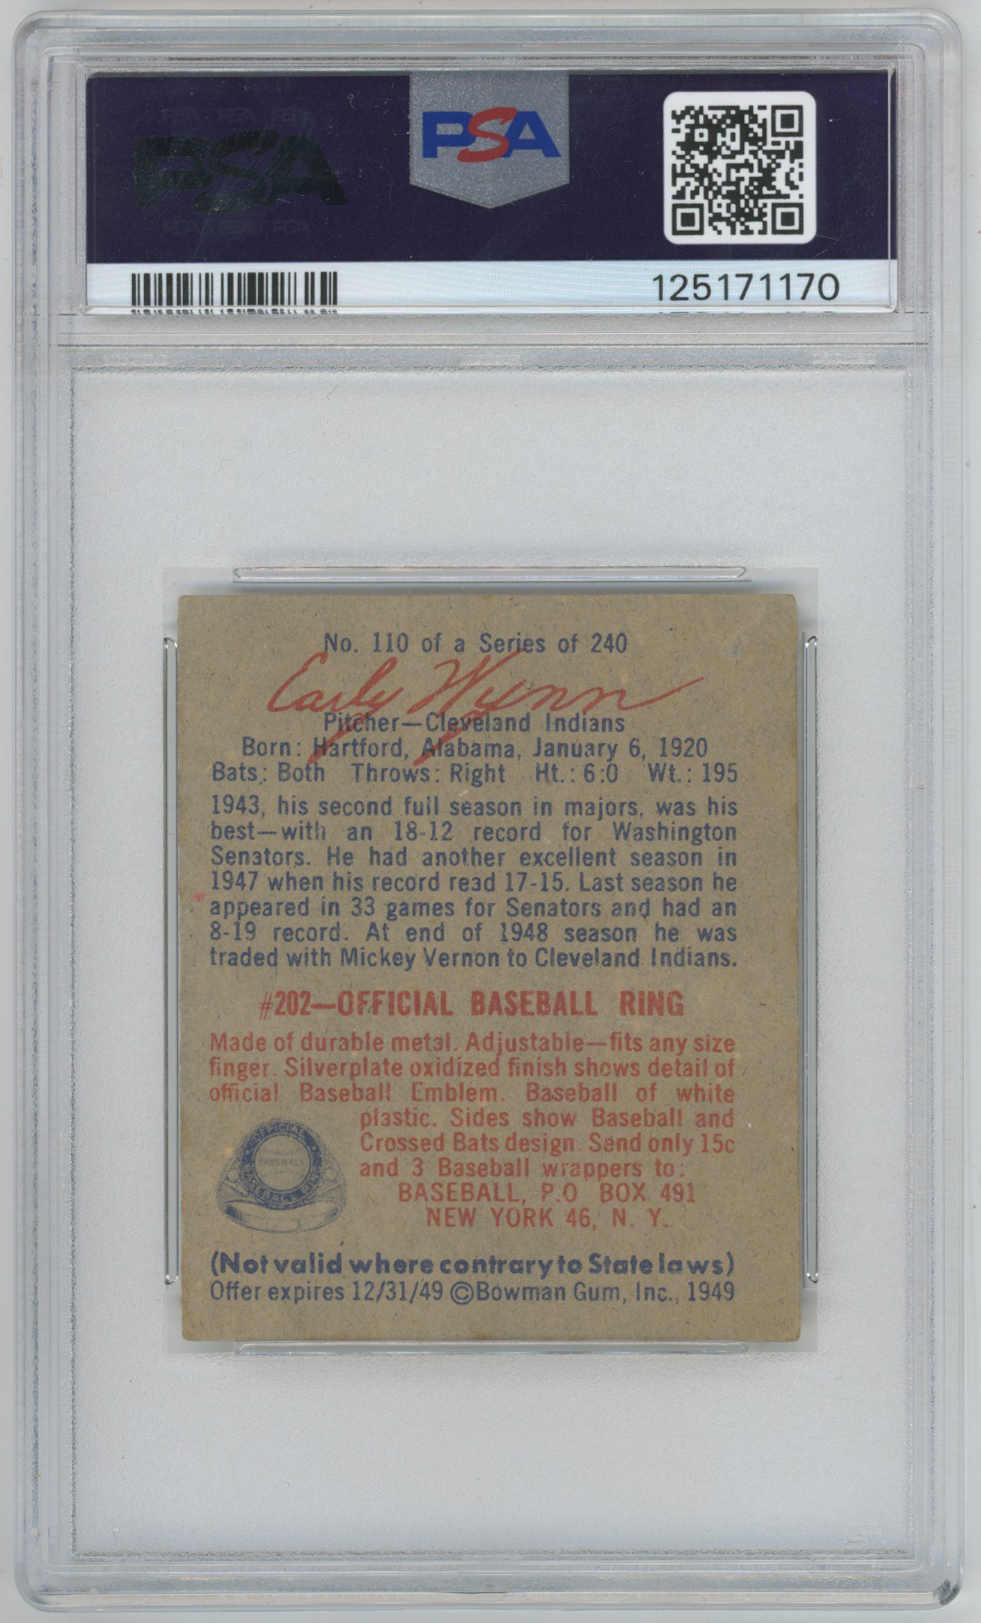 PSA
PSA
125171170
No. 110 of a Series of 240
Early Wynn
Pitcher—Cleveland Indians
Born: Hartford, Alabama, January 6, 1920
Bats: Both Throws: Right Ht.: 6:0 Wt.: 195
1943, his second full season in majors, was his
best—with an 18-12 record for Washington
Senators. He had another excellent season in
1947 when his record read 17-15. Last season he
appeared in 33 games for Senators and had an
8-19 record. At end of 1948 season he was
traded with Mickey Vernon to Cleveland Indians.
#202—OFFICIAL BASEBALL RING
Made of durable metal. Adjustable—fits any size
finger. Silverplate oxidized finish shows detail of
official Baseball Emblem. Baseball of white
plastic. Sides show Baseball and
Crossed Bats design. Send only 15c
and 3 Baseball wrappers to:
BASEBALL, P.O BOX 491
NEW YORK 46, N. Y.
OFFICIAL
BASEBALL
BASEBALL RING
(Not valid where contrary to State laws)
Offer expires 12/31/49 ©Bowman Gum, Inc., 1949